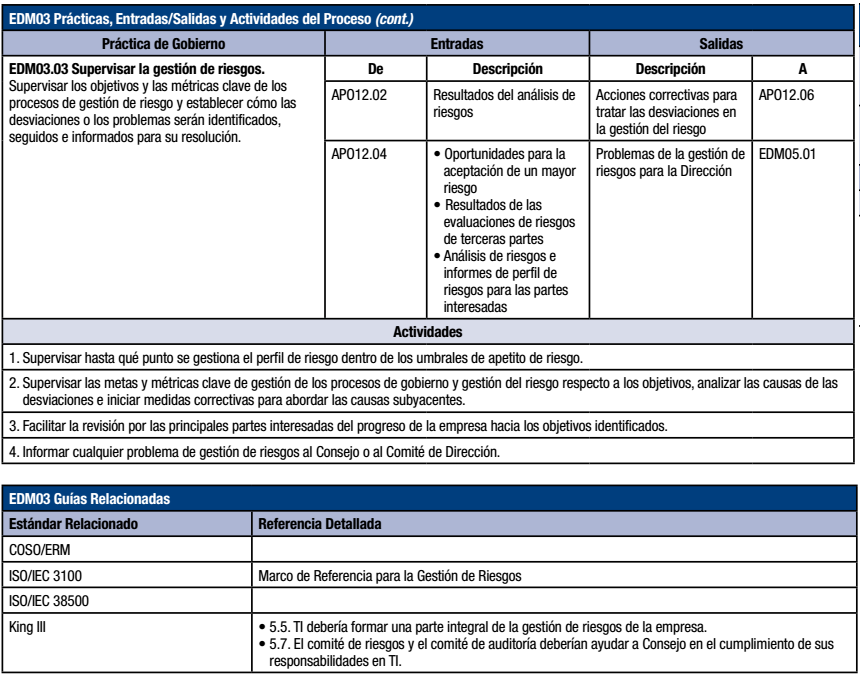 EDM03 Prácticas, Entradas/Salidas y Actividades del Proceso (cont.)
Práctica de Gobierno
Entradas
Salidas
EDM03.03 Supervisar la gestión de riesgos.
Supervisar los objetivos y las métricas clave de los
procesos de gestión de riesgo y establecer cómo las
desviaciones o los problemas serán identificados,
seguidos e informados para su resolución.
De
Descripción
Descripción
A
APO12.02
Resultados del análisis de
riesgos
Acciones correctivas para
tratar las desviaciones en
la gestión del riesgo
APO12.06
APO12.04
• Oportunidades para la
aceptación de un mayor
riesgo
• Resultados de las
evaluaciones de riesgos
de terceras partes
• Análisis de riesgos e
informes de perfil de
riesgos para las partes
interesadas
Problemas de la gestión de
riesgos para la Dirección
EDM05.01
Actividades
1. Supervisar hasta qué punto se gestiona el perfil de riesgo dentro de los umbrales de apetito de riesgo.
2. Supervisar las metas y métricas clave de gestión de los procesos de gobierno y gestión del riesgo respecto a los objetivos, analizar las causas de las
desviaciones e iniciar medidas correctivas para abordar las causas subyacentes.
3. Facilitar la revisión por las principales partes interesadas del progreso de la empresa hacia los objetivos identificados.
4. Informar cualquier problema de gestión de riesgos al Consejo o al Comité de Dirección.
EDM03 Guías Relacionadas
Estándar Relacionado
Referencia Detallada
COSO/ERM
ISO/IEC 3100
Marco de Referencia para la Gestión de Riesgos
ISO/IEC 38500
King III
• 5.5. TI debería formar una parte integral de la gestión de riesgos de la empresa.
• 5.7. El comité de riesgos y el comité de auditoría deberían ayudar a Consejo en el cumplimiento de sus
responsabilidades en TI.